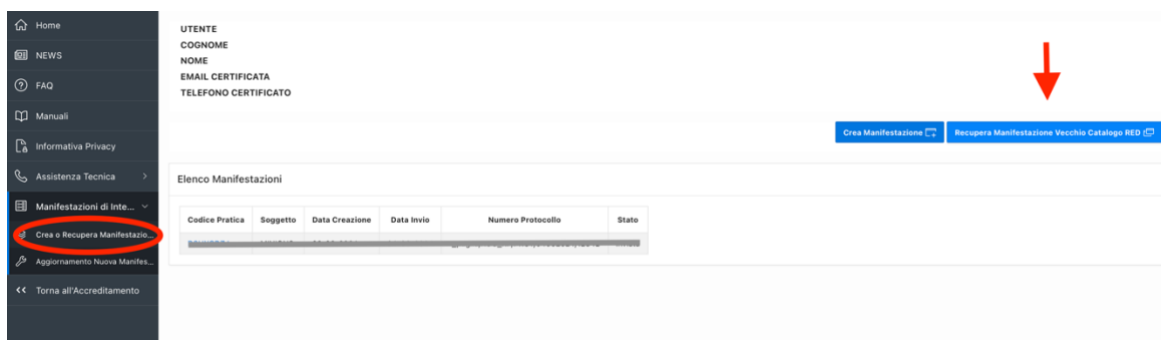 Home
NEWS
FAQ
Manuali
Informativa Privacy
Assistenza Tecnica
Manifestazioni di Inte...
Crea o Recupera Manifestazio...
Aggiornamento Nuova Manifes...
Torna all'Accreditamento
UTENTE
COGNOME
NOME
EMAIL CERTIFICATA
TELEFONO CERTIFICATO
Crea Manifestazione Recupera Manifestazione Vecchio Catalogo RED
Elenco Manifestazioni
Codice Pratica Soggetto Data Creazione Data Invio Numero Protocollo Stato